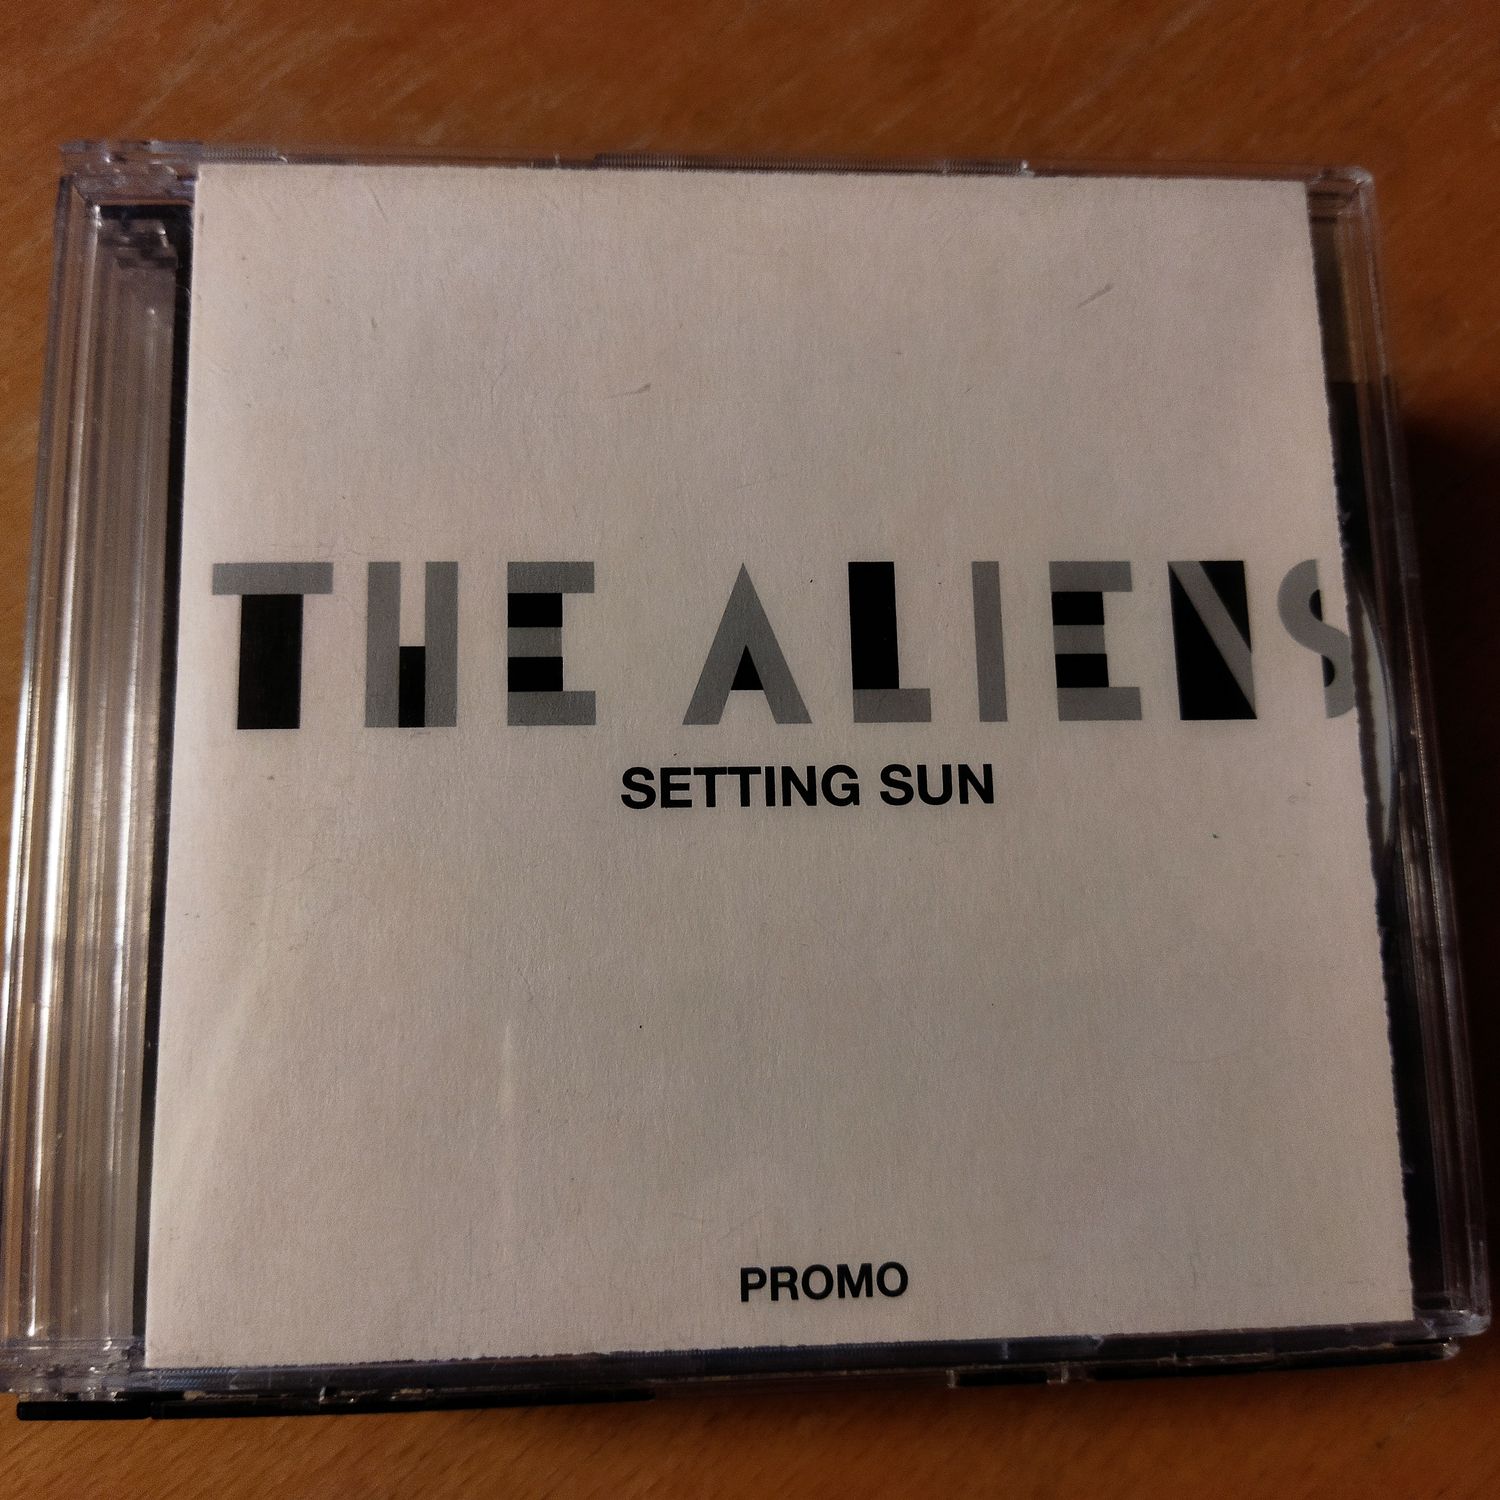 THE ALIENS
SETTING SUN
PROMO